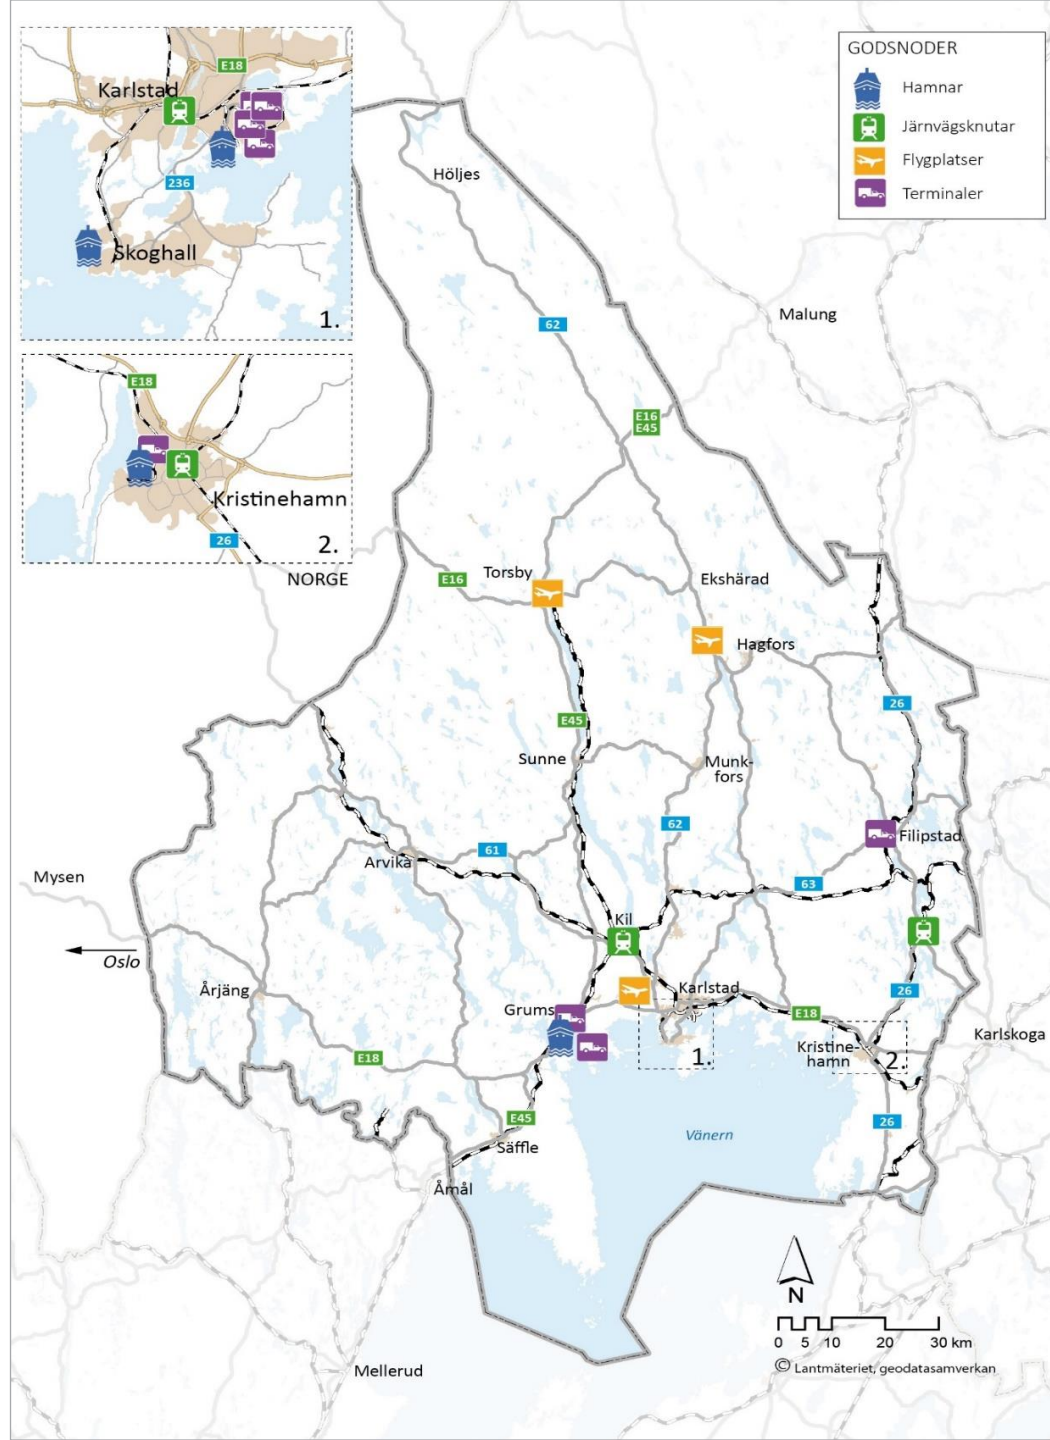 GODSNODER
Hamnar
Järnvägsknutar
Flygplatser
Terminaler
E18
Karlstad
236
Skoghall
1.
E18
Kristinehamn
26
2.
NORGE
Höljes
62
Malung
E16
E45
Torsby
E16
Ekshärad
Hagfors
26
E45
Sunne
Munk-
fors
62
Filipstad
61
Arvika
Mysen
63
Kil
Oslo
Årjäng
Karlstad
26
Grums
E18
Karlskoga
Kristine-
hamn
1.
2.
E18
E45
26
Vänern
Säffle
Åmål
N
0 5 10 20 30 km
Mellerud
© Lantmäteriet, geodatasamverkan